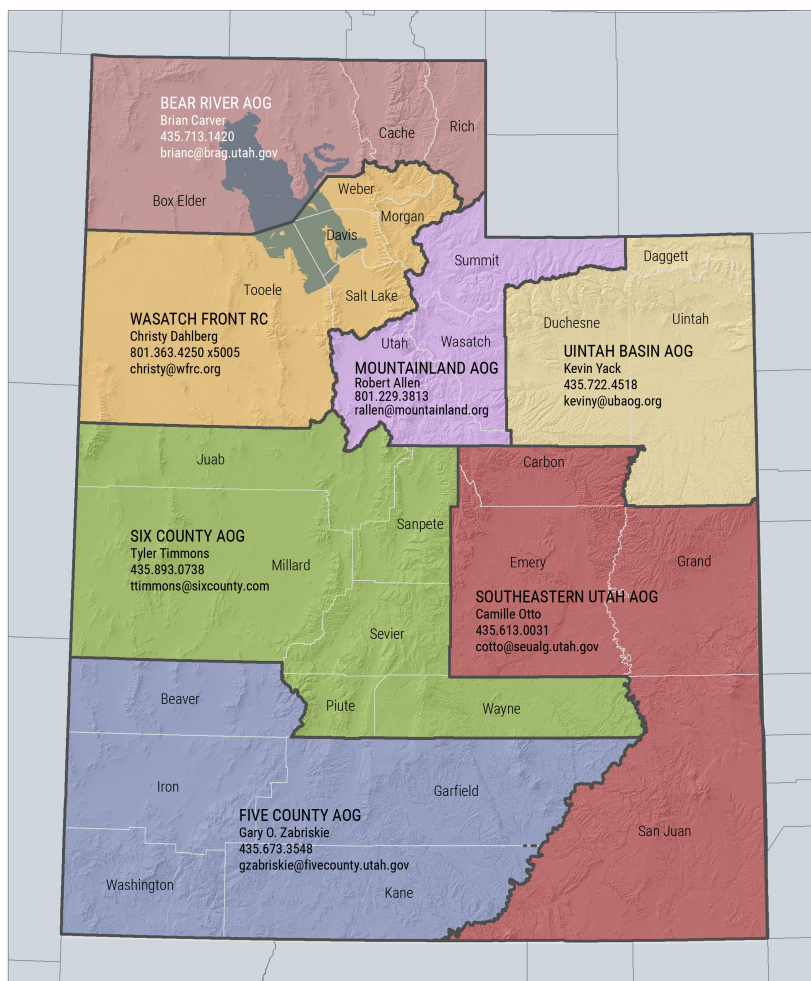 BEAR RIVER AOG
Brian Carver
435.713.1420
brianc@brag.utah.gov
Cache
Rich
Box Elder
Weber
Morgan
Davis
Tooele
Salt Lake
WASATCH FRONT RC
Christy Dahlberg
801.363.4250 x5005
christy@wfrc.org
Summit
Utah
Wasatch
MOUNTAINLAND AOG
Robert Allen
801.229.3813
rallen@mountainland.org
Daggett
Duchesne
Uintah
UINTAH BASIN AOG
Kevin Yack
435.722.4518
keviny@ubaog.org
Juab
Sanpete
SIX COUNTY AOG
Tyler Timmons
435.893.0738
ttimmons@sixcounty.com
Millard
Sevier
Piute
Wayne
Carbon
Emery
Grand
SOUTHEASTERN UTAH AOG
Camille Otto
435.613.0031
cotto@seualg.utah.gov
San Juan
Beaver
Iron
Garfield
FIVE COUNTY AOG
Gary O. Zabriskie
435.673.3548
gzabriskie@fivecounty.utah.gov
Washington
Kane